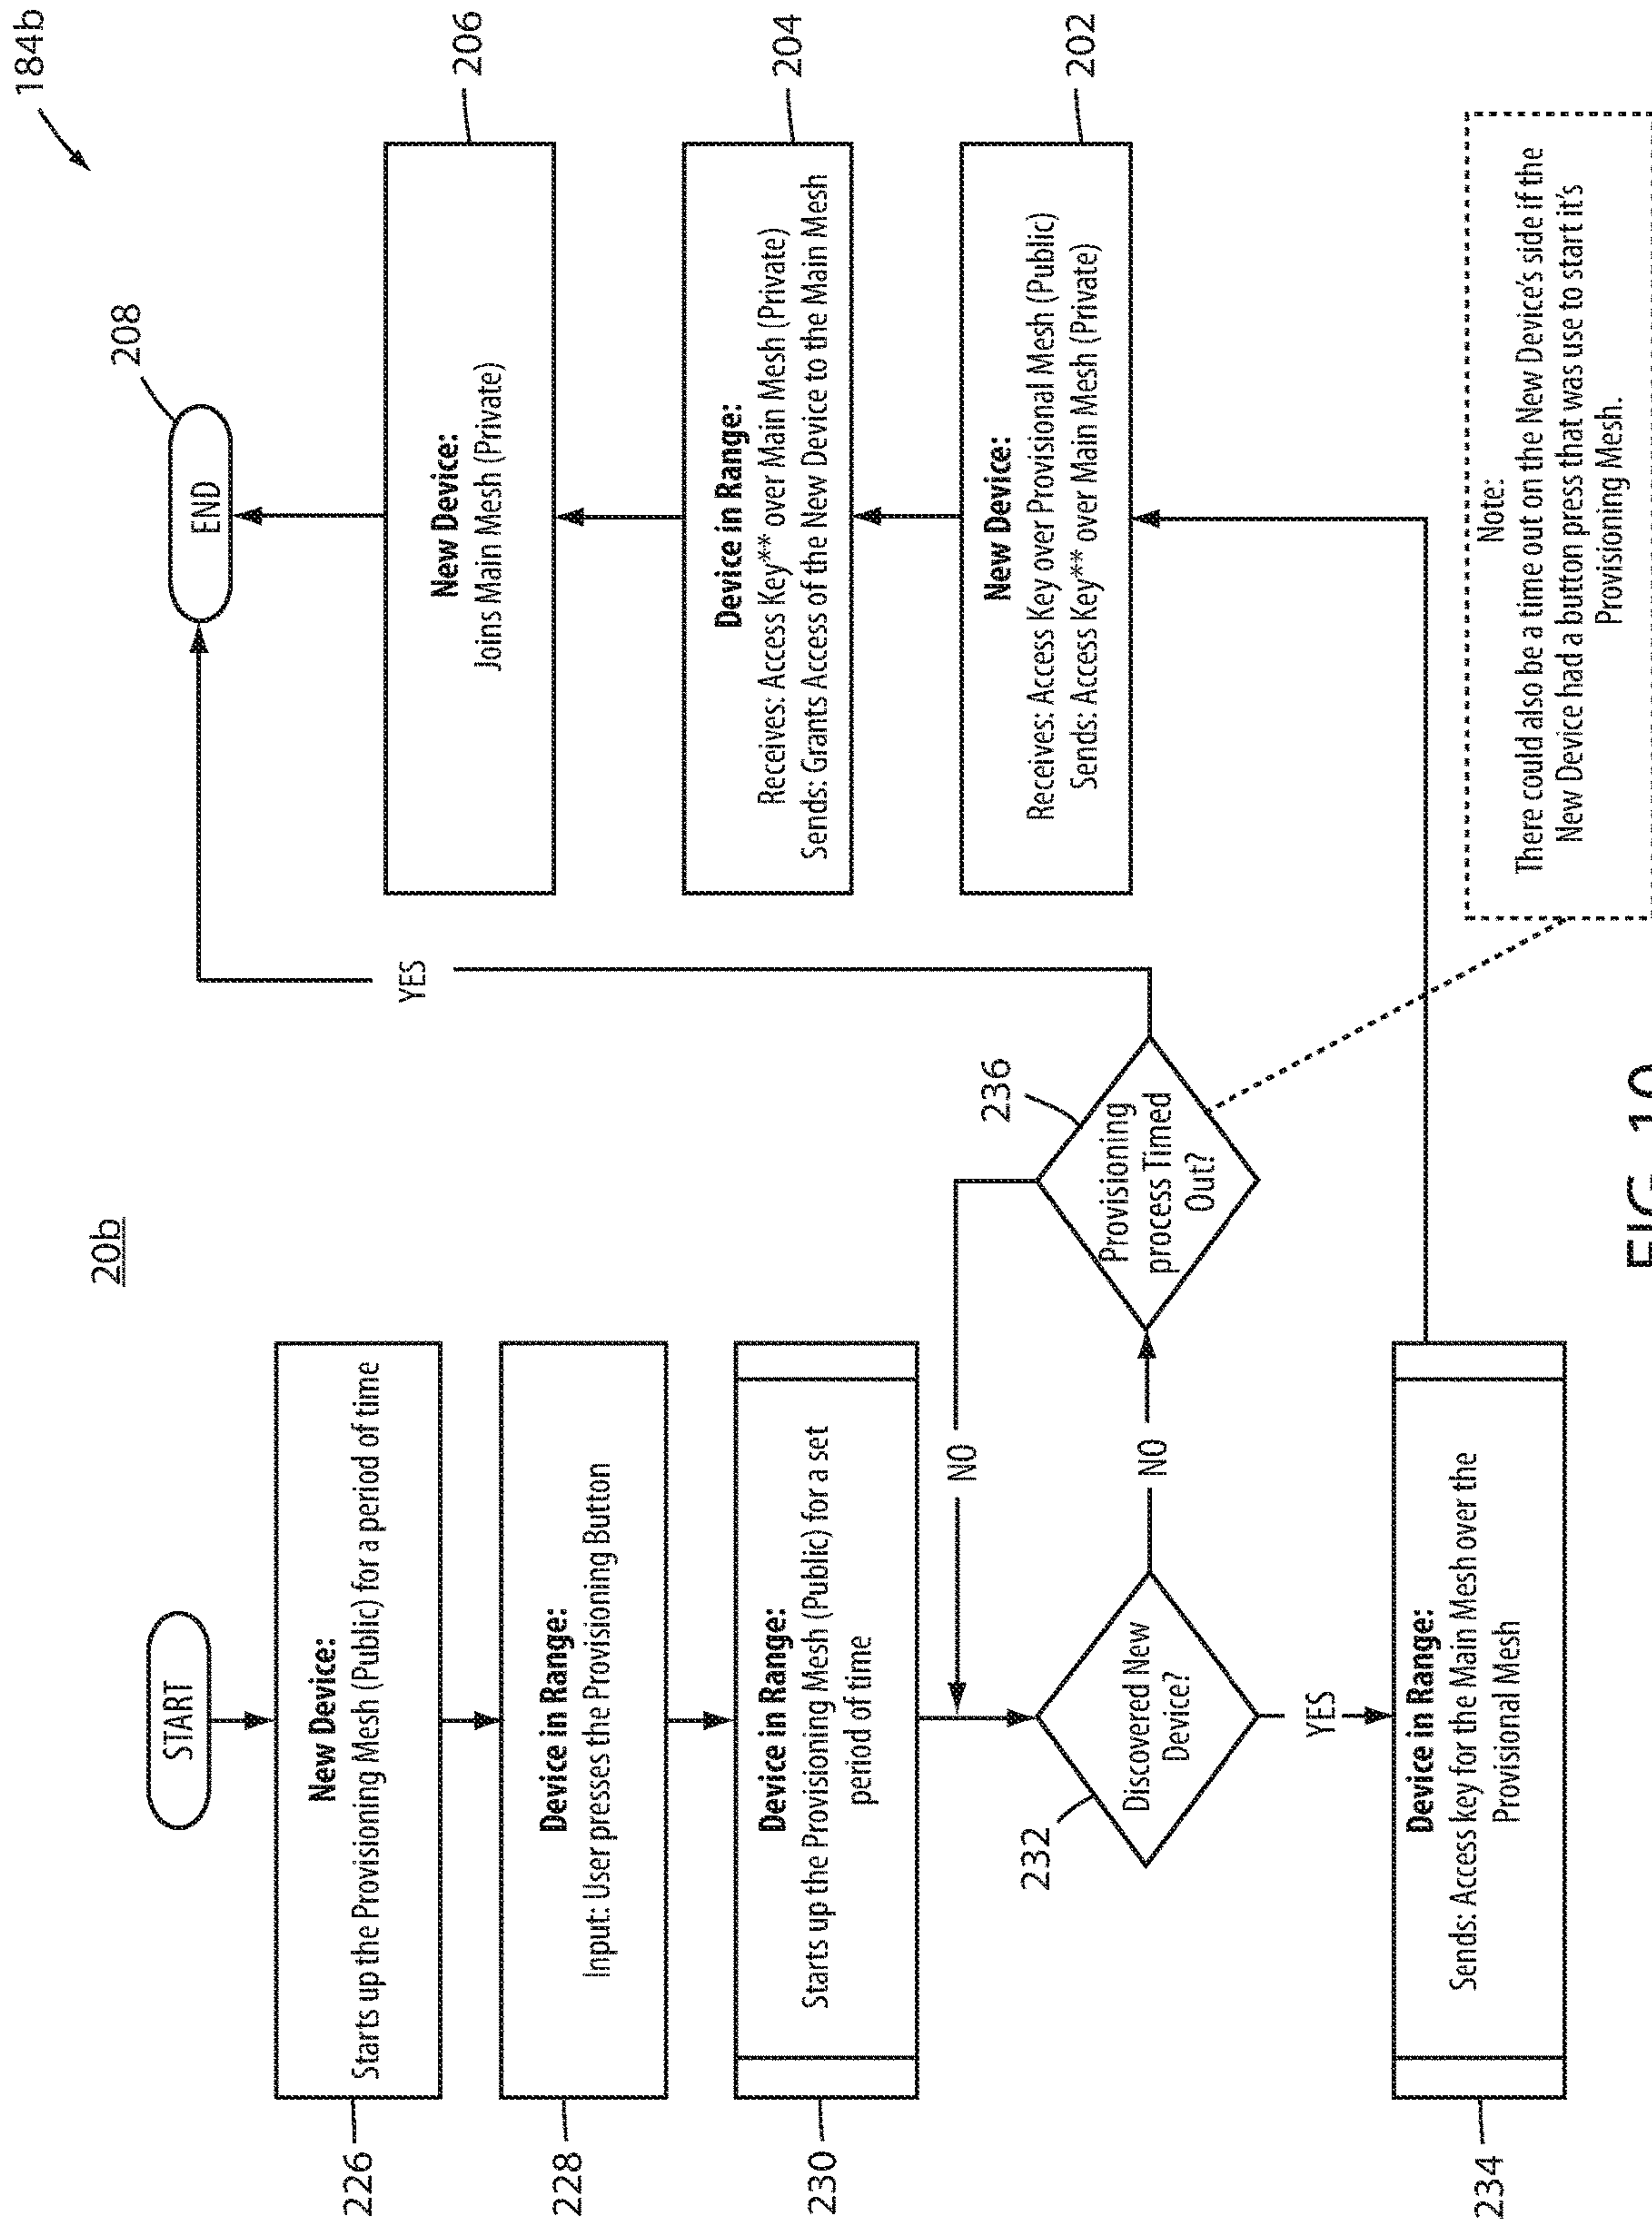 20b
184b
START
226
New Device:
Starts up the Provisioning Mesh (Public) for a period of time
228
Device in Range:
Input: User presses the Provisioning Button
230
Device in Range:
Starts up the Provisioning Mesh (Public) for a set
period of time
NO
232
Discovered New
Device?
NO
236
Provisioning
process Timed
Out?
YES
YES
234
Device in Range:
Sends: Access key for the Main Mesh over the
Provisional Mesh
208
END
206
New Device:
Joins Main Mesh (Private)
204
Device in Range:
Receives: Access Key** over Main Mesh (Private)
Sends: Grants Access of the New Device to the Main Mesh
202
New Device:
Receives: Access Key over Provisional Mesh (Public)
Sends: Access Key** over Main Mesh (Private)
Note:
There could also be a time out on the New Device's side if the
New Device had a button press that was use to start it's
Provisioning Mesh.
FIG. 10